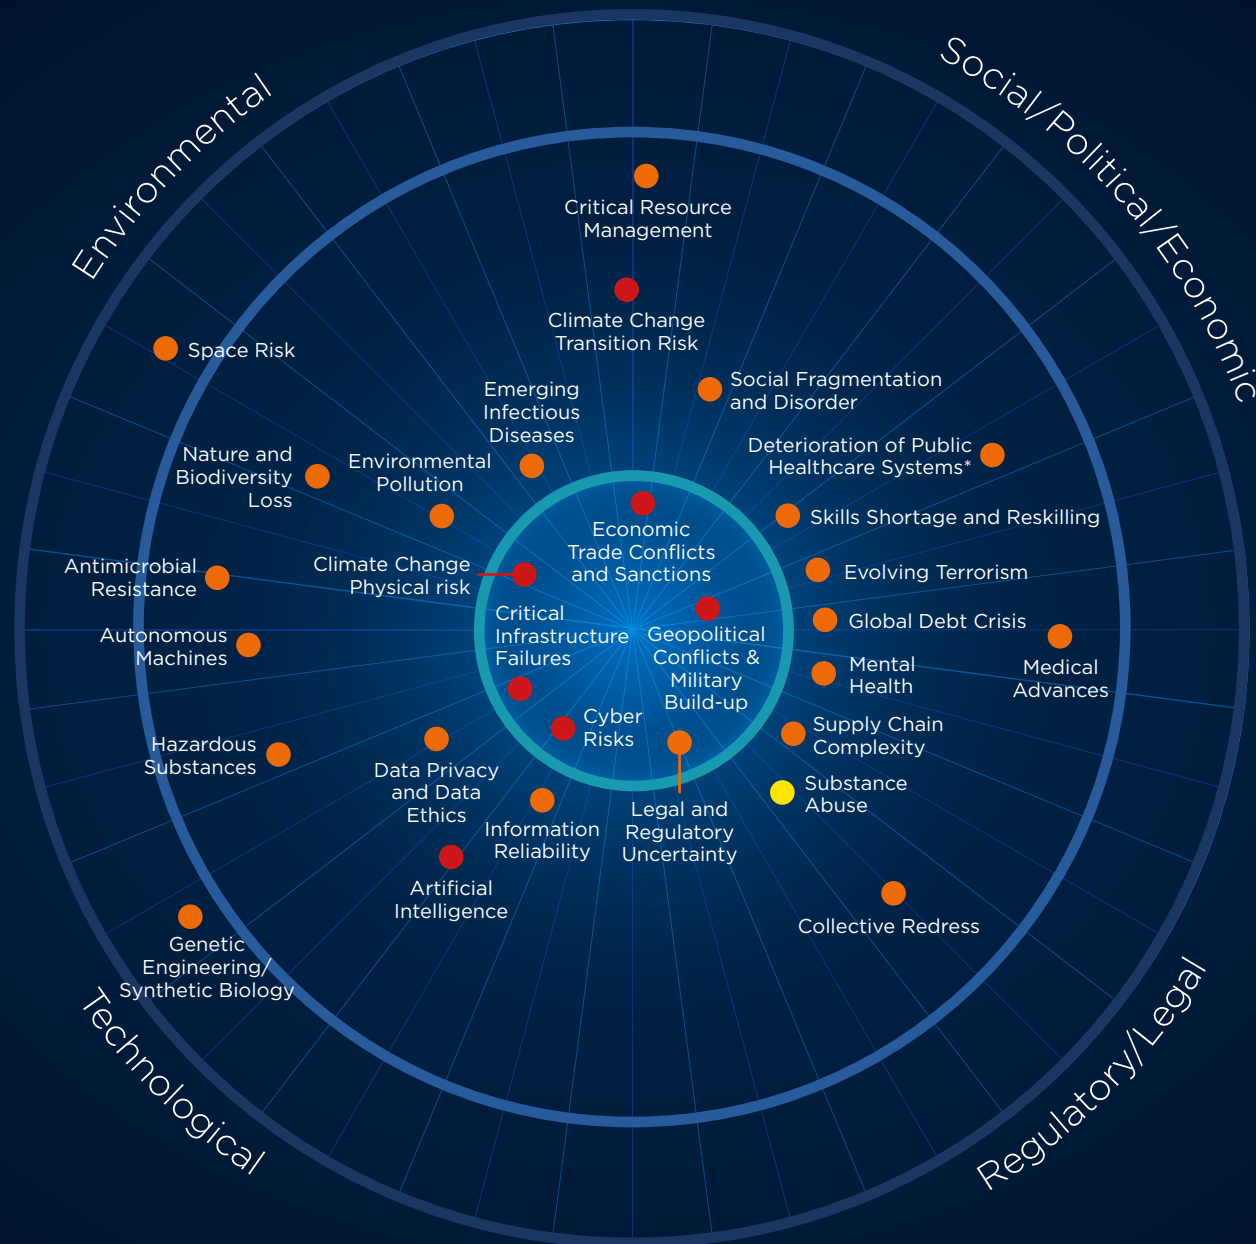 Environmental
Social/Political/Economic
Critical Resource
Management
Climate Change
Transition Risk
Space Risk
Emerging
Infectious
Diseases
Social Fragmentation
and Disorder
Nature and
Biodiversity
Loss
Environmental
Pollution
Deterioration of Public
Healthcare Systems*
Skills Shortage and Reskilling
Economic
Trade Conflicts
and Sanctions
Climate Change
Physical risk
Antimicrobial
Resistance
Evolving Terrorism
Critical
Infrastructure
Failures
Geopolitical
Conflicts &
Military
Build-up
Global Debt Crisis
Autonomous
Machines
Medical
Advances
Mental
Health
Cyber
Risks
Supply Chain
Complexity
Hazardous
Substances
Data Privacy
and Data
Ethics
Substance
Abuse
Legal and
Regulatory
Uncertainty
Information
Reliability
Artificial
Intelligence
Collective Redress
Genetic
Engineering/
Synthetic Biology
Technological
Regulatory/Legal